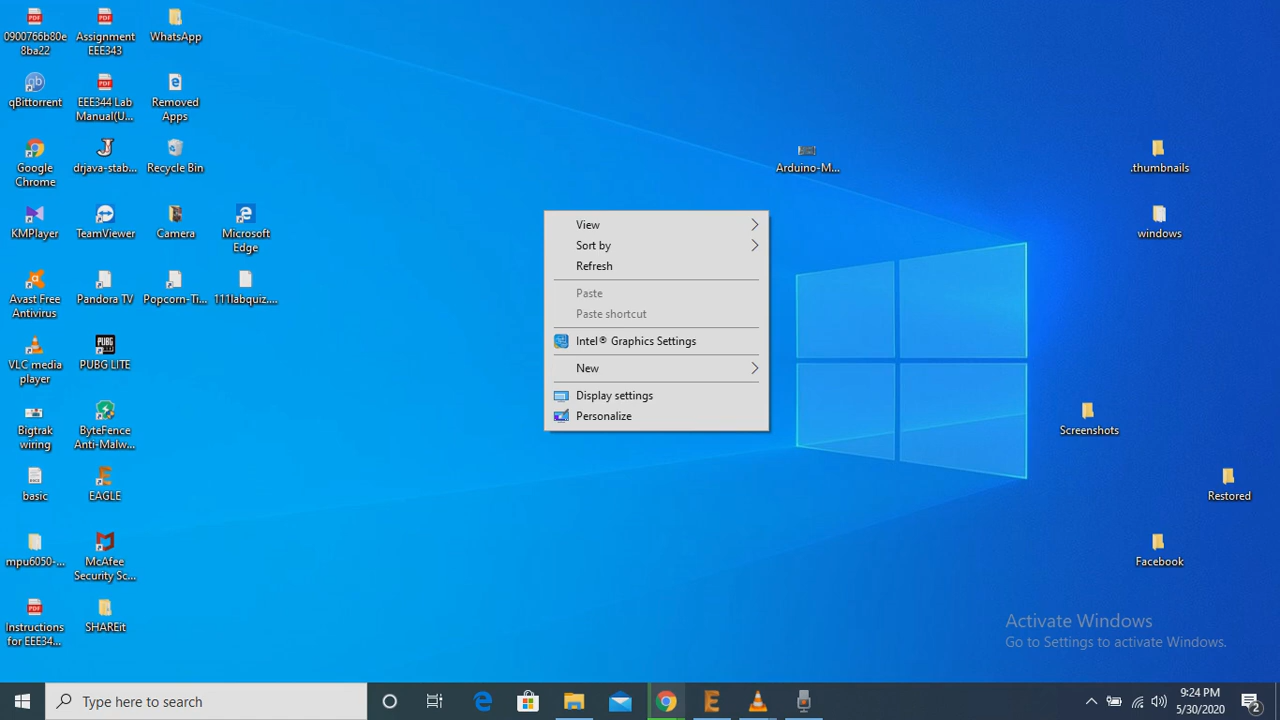 0900766b80e
8ba22
Assignment
EEE343
WhatsApp
qBittorrent
EEE344 Lab
Manual(U...
Removed
Apps
Google
Chrome
drjava-stab...
Recycle Bin
Arduino-M...
.thumbnails
KMPlayer
TeamViewer
Camera
Microsoft
Edge
windows
Avast Free
Antivirus
Pandora TV
Popcorn-Ti...
111labquiz....
VLC media
player
PUBG LITE
Bigtrak
wiring
ByteFence
Anti-Malw...
basic
EAGLE
mpu6050-...
McAfee
Security Sc...
Instructions
for EEE34...
SHAREit
View
Sort by
Refresh
Paste
Paste shortcut
Intel® Graphics Settings
New
Display settings
Personalize
Screenshots
Restored
Facebook
Activate Windows
Go to Settings to activate Windows.
Type here to search
9:24 PM
5/30/2020
2